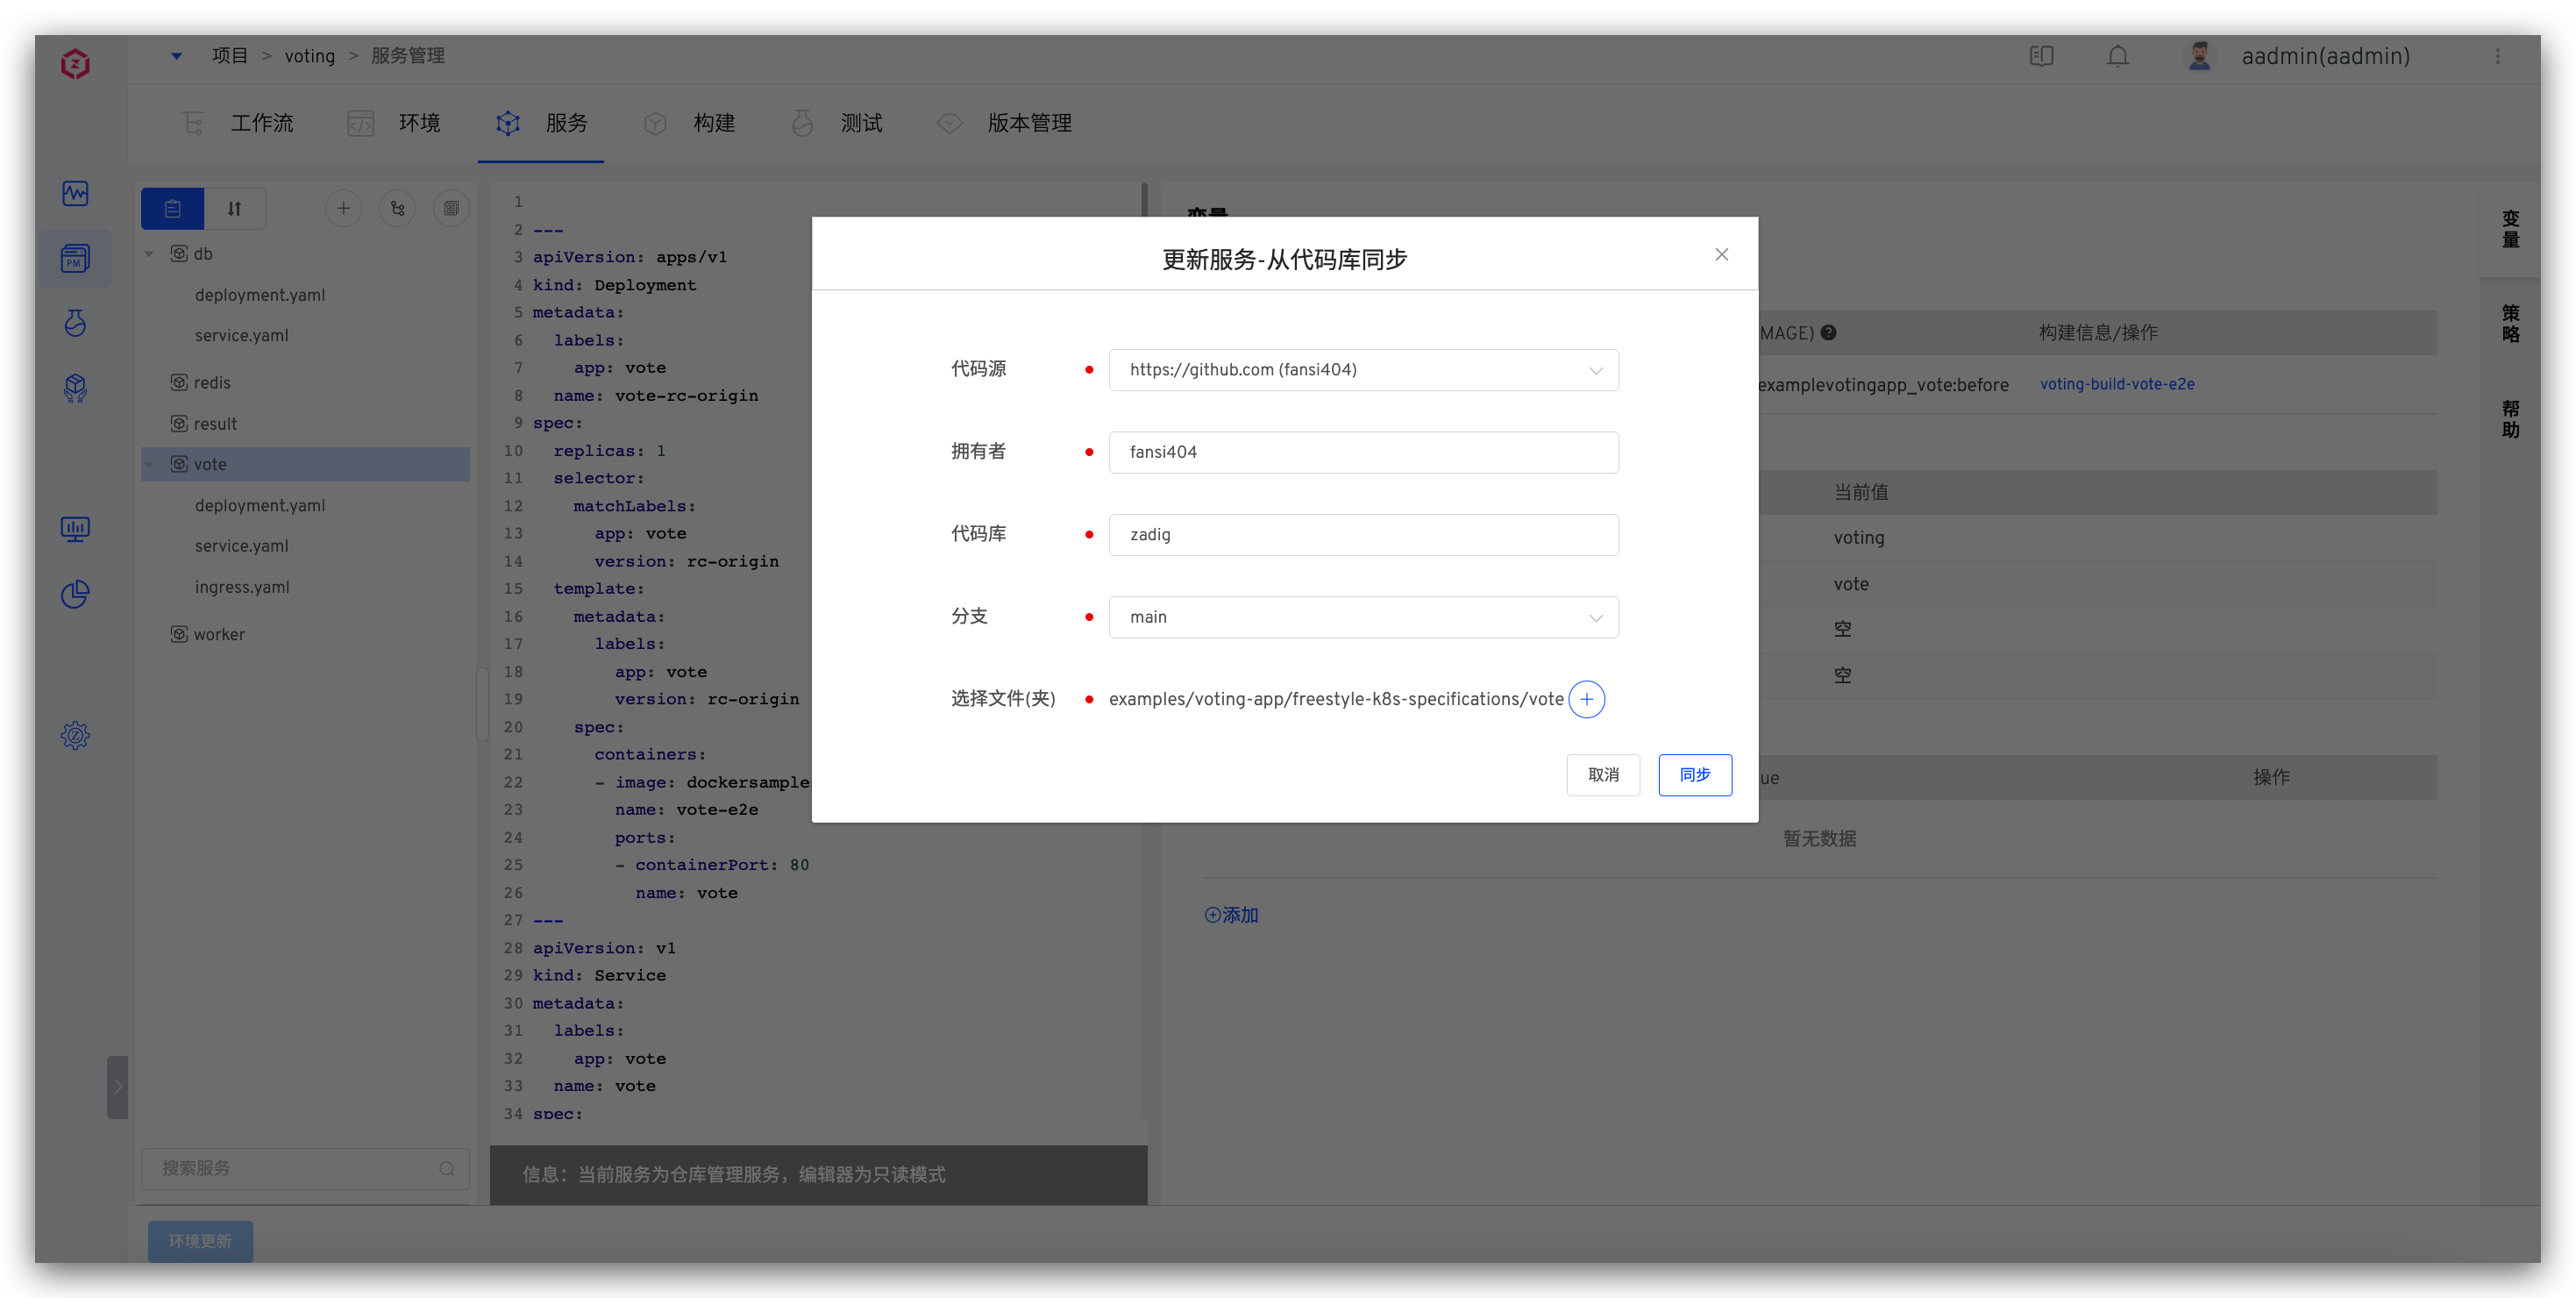 项目 > voting > 服务管理
aadmin(aadmin)
工作流
环境
服务
构建
测试
版本管理
PM
db
deployment.yaml
service.yaml
redis
result
vote
deployment.yaml
service.yaml
ingress.yaml
worker
搜索服务
环境更新
1
2 ---
3 apiVersion: apps/v1
4 kind: Deployment
5 metadata:
6 labels:
7 app: vote
8 name: vote-rc-origin
9 spec:
10 replicas: 1
11 selector:
12 matchLabels:
13 app: vote
14 version: rc-origin
15 template:
16 metadata:
17 labels:
18 app: vote
19 version: rc-origin
20 spec:
21 containers:
22 - image: dockersample
23 name: vote-e2e
24 ports:
25 - containerPort: 80
26 name: vote
27 ---
28 apiVersion: v1
29 kind: Service
30 metadata:
31 labels:
32 app: vote
33 name: vote
34 spec:
信息：当前服务为仓库管理服务，编辑器为只读模式
更新服务-从代码库同步
代码源
https://github.com (fansi404)
拥有者
fansi404
代码库
zadig
分支
main
选择文件(夹)
examples/voting-app/freestyle-k8s-specifications/vote
取消
同步
变量
MAGE)
构建信息/操作
examplevotingapp_vote:before
voting-build-vote-e2e
当前值
voting
vote
空
空
ue
操作
暂无数据
添加
变量
策略
帮助